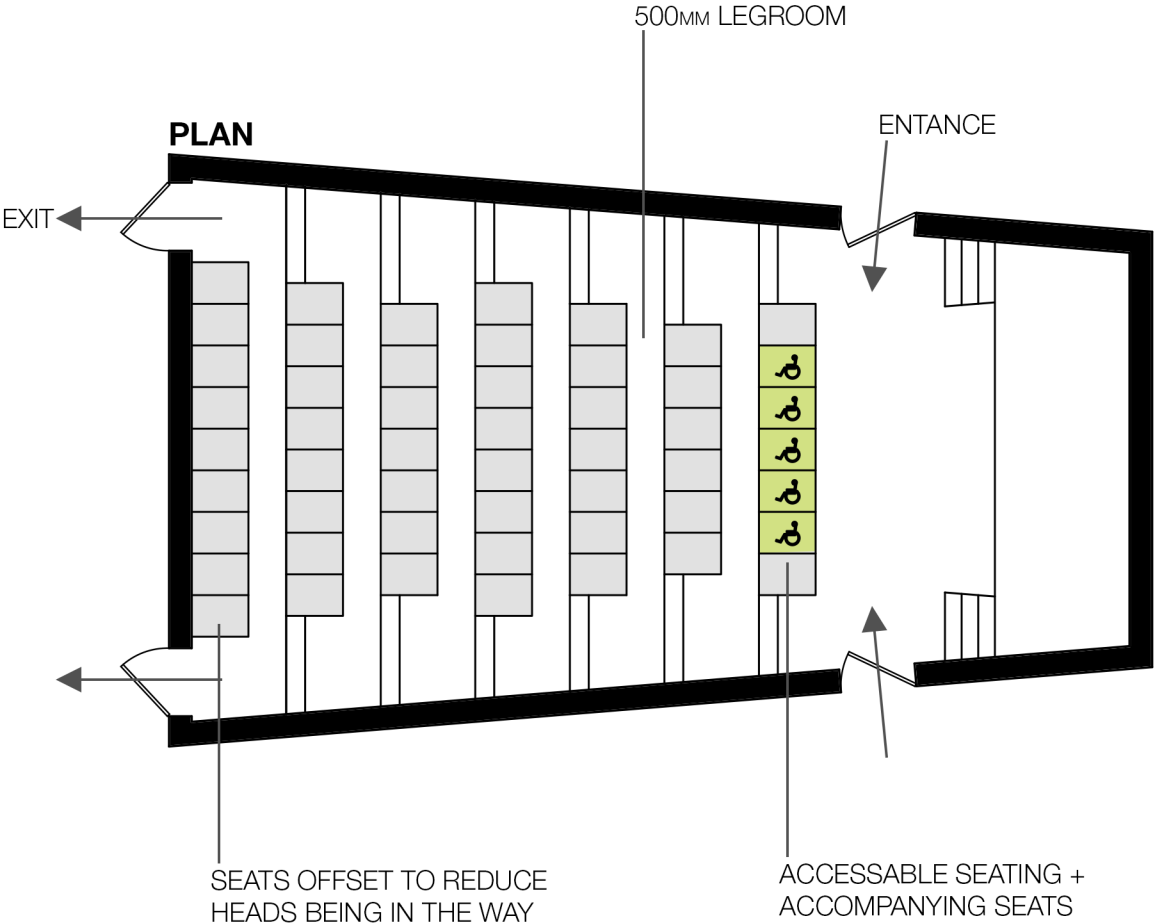 500MM LEGROOM
ENTANCE
PLAN
EXIT
SEATS OFFSET TO REDUCE
HEADS BEING IN THE WAY
ACCESSABLE SEATING +
ACCOMPANYING SEATS